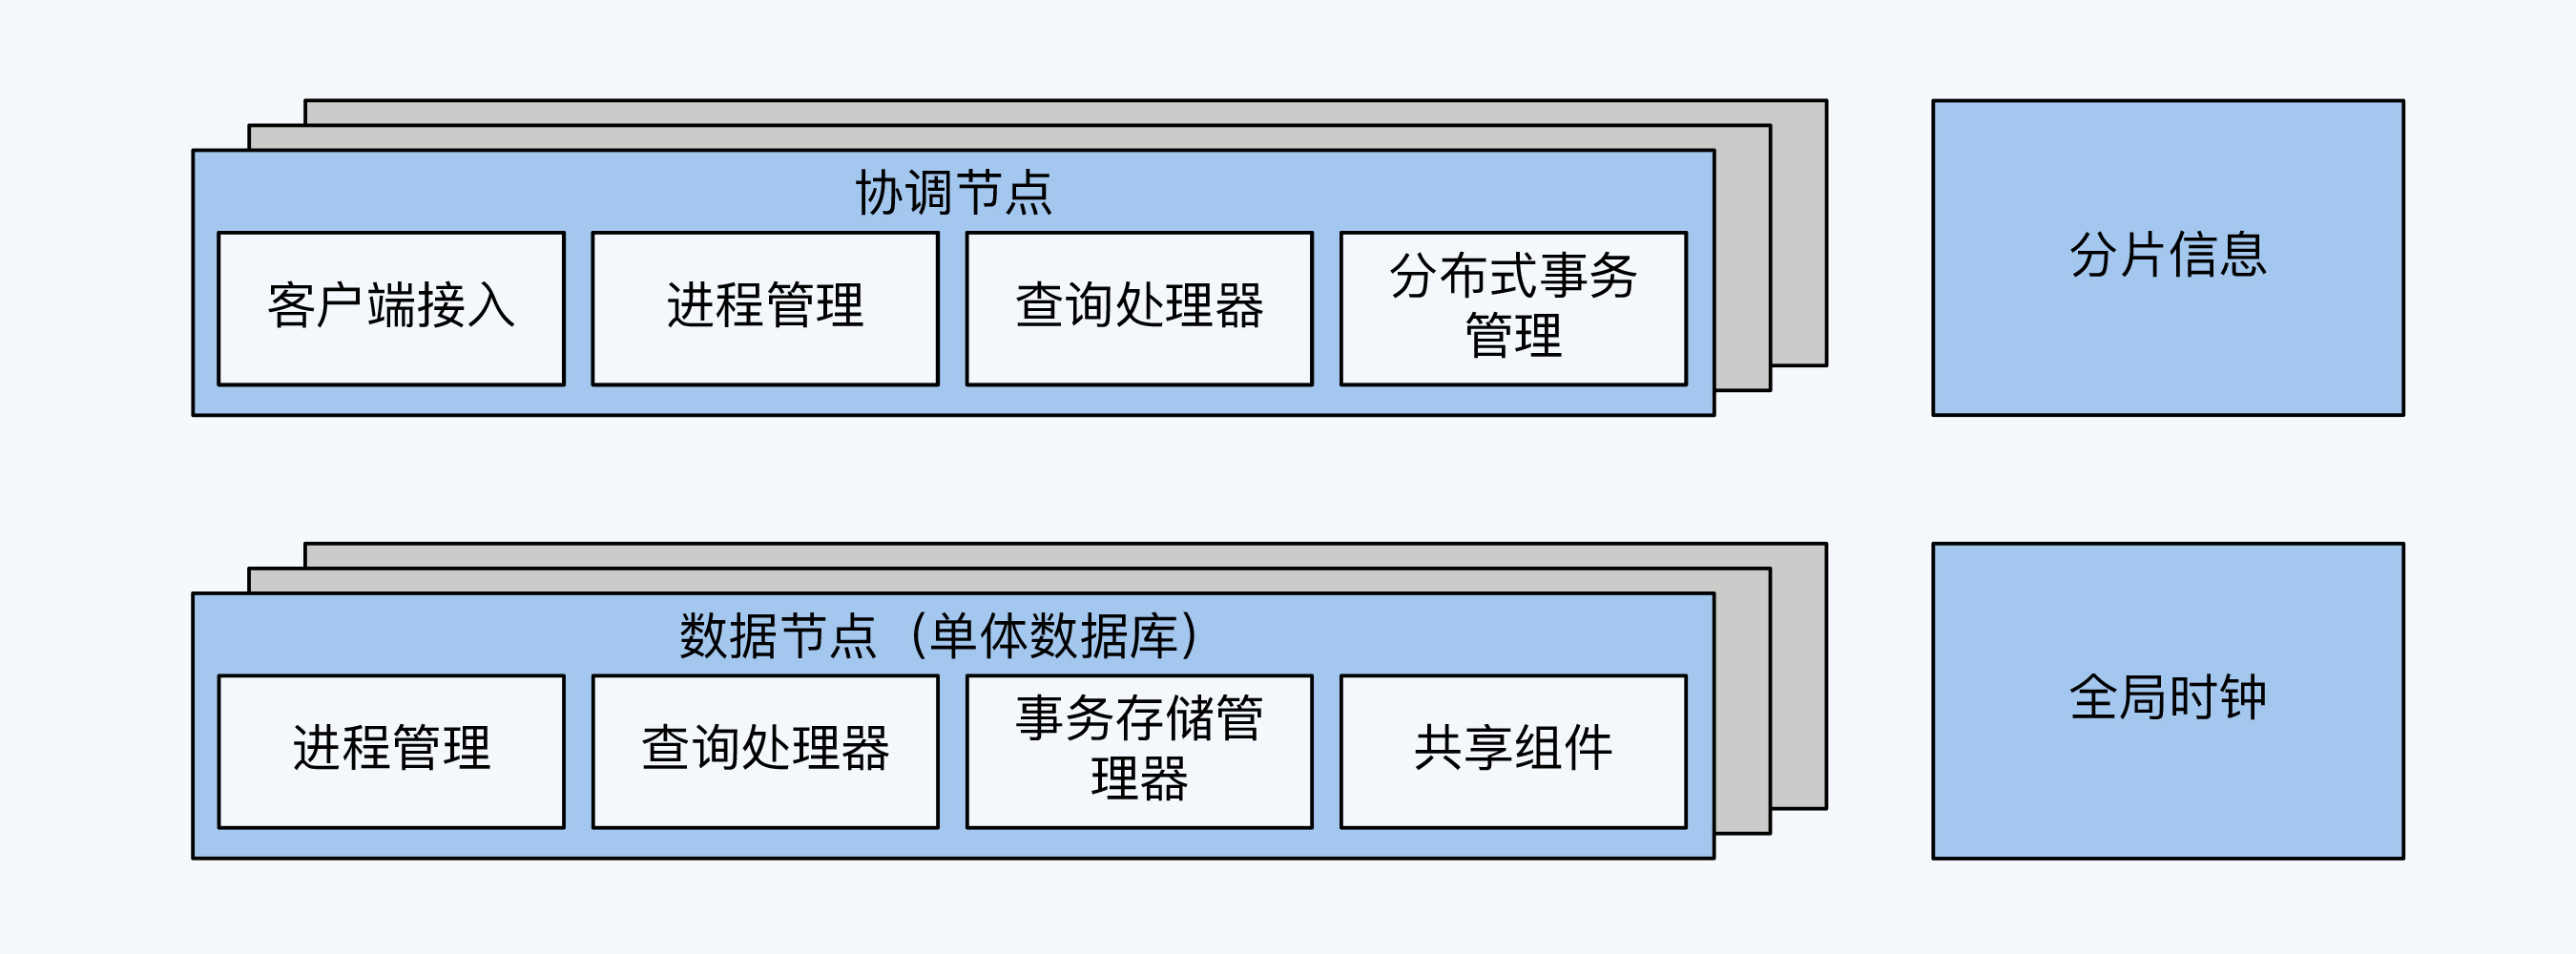 协调节点
客户端接入
进程管理
查询处理器
分布式事务
管理
分片信息
数据节点（单体数据库）
进程管理
查询处理器
事务存储管
理器
共享组件
全局时钟